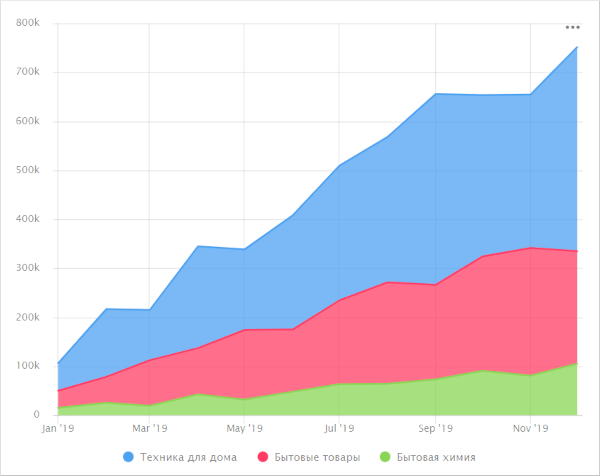 800k
700k
600k
500k
400k
300k
200k
100k
0
Jan '19 Mar '19 May '19 Jul '19 Sep '19 Nov '19
Техника для дома Бытовые товары Бытовая химия